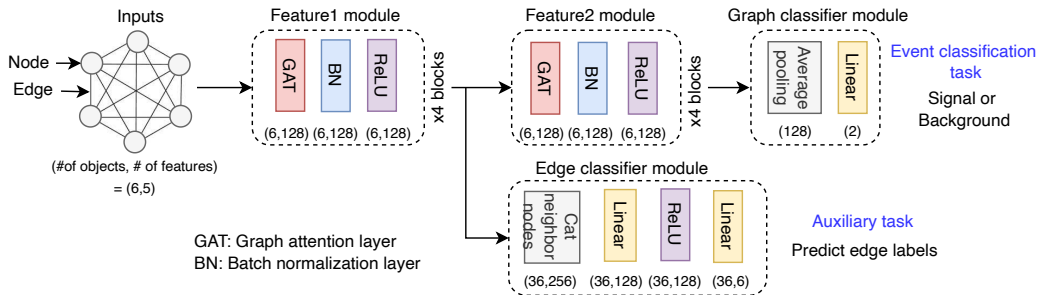 Inputs
Node
Edge
(#of objects, # of features)
= (6,5)
Feature1 module
GAT
BN
ReLU
(6,128) (6,128) (6,128)
x4 blocks
Feature2 module
GAT
BN
ReLU
(6,128) (6,128) (6,128)
x4 blocks
Graph classifier module
Average
pooling
Linear
(128)
(2)
Event classification
task
Signal or
Background
Edge classifier module
Cat
neighbor
nodes
Linear
ReLU
Linear
(36,256)
(36,128) (36,128) (36,6)
Auxiliary task
Predict edge labels
GAT: Graph attention layer
BN: Batch normalization layer